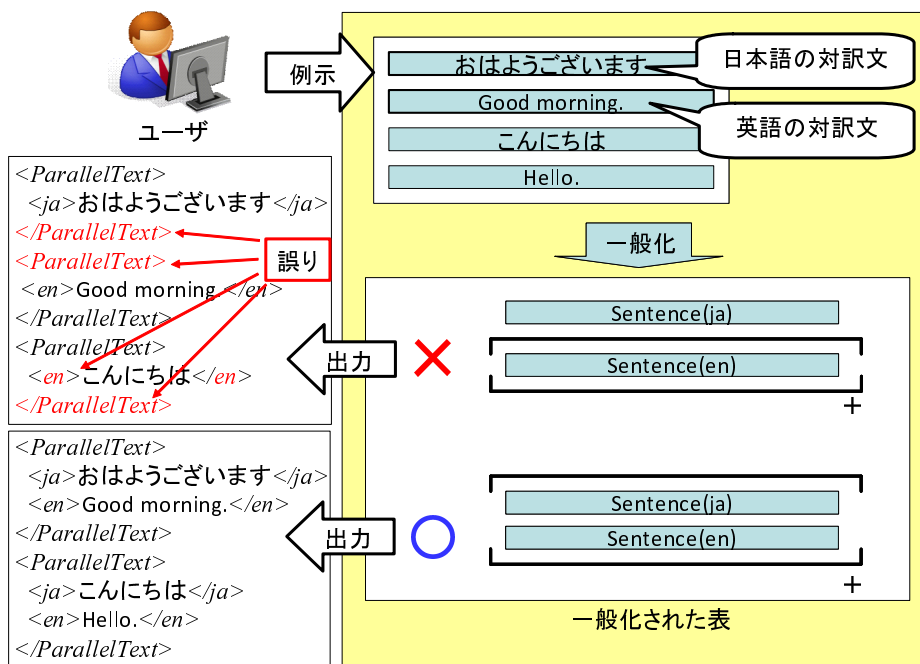 ユーザ
例示
おはようございます
Good morning.
こんにちは
Hello.
日本語の対訳文
英語の対訳文
一般化
<ParallelText>
<ja>おはようございます</ja>
</ParallelText>
<ParallelText>
<en>Good morning.</en>
</ParallelText>
<ParallelText>
<en>こんにちは</en>
</ParallelText>
誤り
出力
Sentence(ja)
Sentence(en)
+
<ParallelText>
<ja>おはようございます</ja>
<en>Good morning.</en>
</ParallelText>
<ParallelText>
<ja>こんにちは</ja>
<en>Hello.</en>
</ParallelText>
出力
Sentence(ja)
Sentence(en)
+
一般化された表